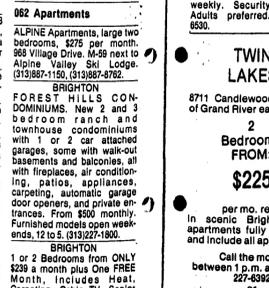 062 Apartments
ALPINE Apartments, large two
bedrooms, $275 per month.
968 Village Drive. M-59 next to
Alpine Valley Ski Lodge.
(313)887-1150, (313)887-8762.
BRIGHTON
FOREST HILLS CON-
DOMINIUMS. New 2 and 3
bedroom ranch and
townhouse condominiums
with 1 or 2 car attached
garages, some with walk-out
basements and balconies, all
with fireplaces, air condition-
ing, patios, appliances,
carpeting, automatic garage
door openers, and private en-
trances. From $500 monthly.
Furnished models open week-
ends, 12 to 5. (313)227-1800.
BRIGHTON
1 or 2 Bedrooms from ONLY
$239 a month plus One FREE
Month, Includes Heat,
weekly. Security
Adults preferred.
6530.
TWIN
LAKE
8711 Candlewood
of Grand River ea
2
Bedroom
FROM
$225
per mo. re
In scenic Brigh
apartments fully
and include all ap
Call the mo
between 1 p.m. a
227-6392